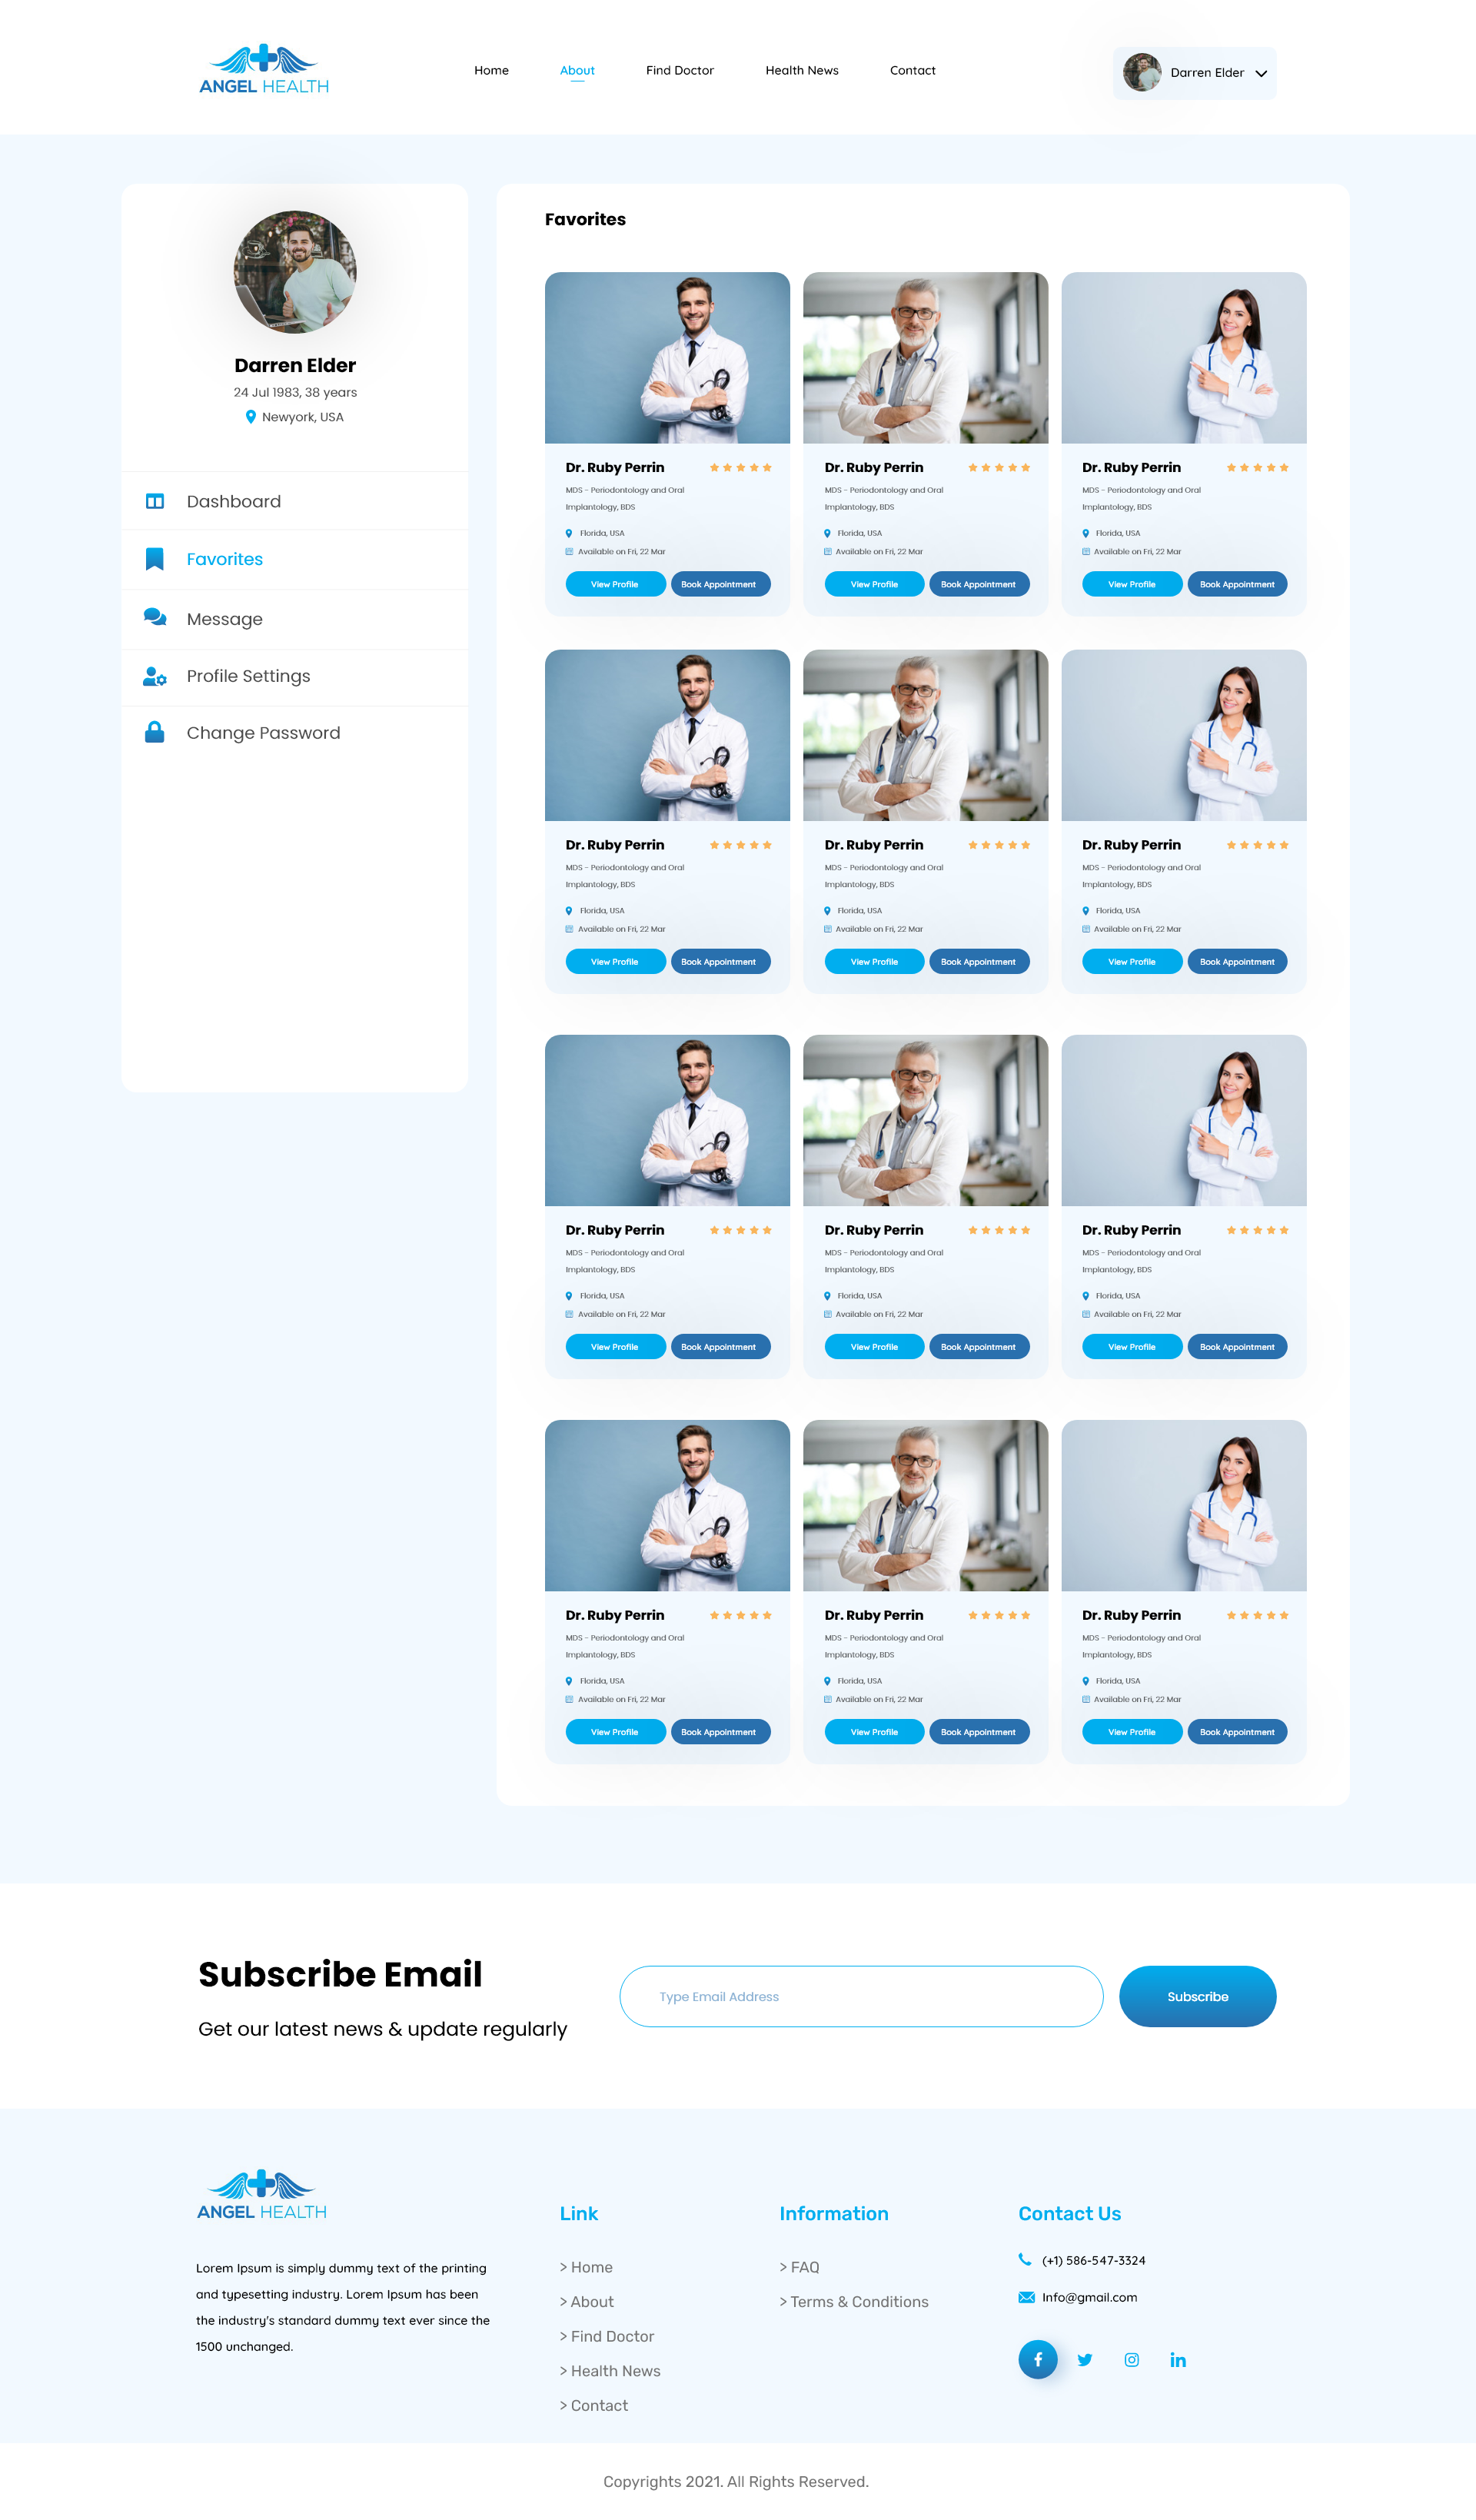 ANGEL HEALTH
Home About Find Doctor Health News Contact
Darren Elder
Darren Elder
24 Jul 1983, 38 years
Newyork, USA
Dashboard
Favorites
Message
Profile Settings
Change Password
Favorites
Dr. Ruby Perrin
MDS - Periodontology and Oral
Implantology, BDS
Florida, USA
Available on Fri, 22 Mar
View Profile Book Appointment
Dr. Ruby Perrin
MDS - Periodontology and Oral
Implantology, BDS
Florida, USA
Available on Fri, 22 Mar
View Profile Book Appointment
Dr. Ruby Perrin
MDS - Periodontology and Oral
Implantology, BDS
Florida, USA
Available on Fri, 22 Mar
View Profile Book Appointment
Dr. Ruby Perrin
MDS - Periodontology and Oral
Implantology, BDS
Florida, USA
Available on Fri, 22 Mar
View Profile Book Appointment
Dr. Ruby Perrin
MDS - Periodontology and Oral
Implantology, BDS
Florida, USA
Available on Fri, 22 Mar
View Profile Book Appointment
Dr. Ruby Perrin
MDS - Periodontology and Oral
Implantology, BDS
Florida, USA
Available on Fri, 22 Mar
View Profile Book Appointment
Dr. Ruby Perrin
MDS - Periodontology and Oral
Implantology, BDS
Florida, USA
Available on Fri, 22 Mar
View Profile Book Appointment
Dr. Ruby Perrin
MDS - Periodontology and Oral
Implantology, BDS
Florida, USA
Available on Fri, 22 Mar
View Profile Book Appointment
Dr. Ruby Perrin
MDS - Periodontology and Oral
Implantology, BDS
Florida, USA
Available on Fri, 22 Mar
View Profile Book Appointment
Dr. Ruby Perrin
MDS - Periodontology and Oral
Implantology, BDS
Florida, USA
Available on Fri, 22 Mar
View Profile Book Appointment
Dr. Ruby Perrin
MDS - Periodontology and Oral
Implantology, BDS
Florida, USA
Available on Fri, 22 Mar
View Profile Book Appointment
Dr. Ruby Perrin
MDS - Periodontology and Oral
Implantology, BDS
Florida, USA
Available on Fri, 22 Mar
View Profile Book Appointment
Subscribe Email
Get our latest news & update regularly
Type Email Address
Subscribe
ANGEL HEALTH
Lorem Ipsum is simply dummy text of the printing
and typesetting industry. Lorem Ipsum has been
the industry's standard dummy text ever since the
1500 unchanged.
Link
> Home
> About
> Find Doctor
> Health News
> Contact
Information
> FAQ
> Terms & Conditions
Contact Us
(+1) 586-547-3324
Info@gmail.com
Copyrights 2021. All Rights Reserved.